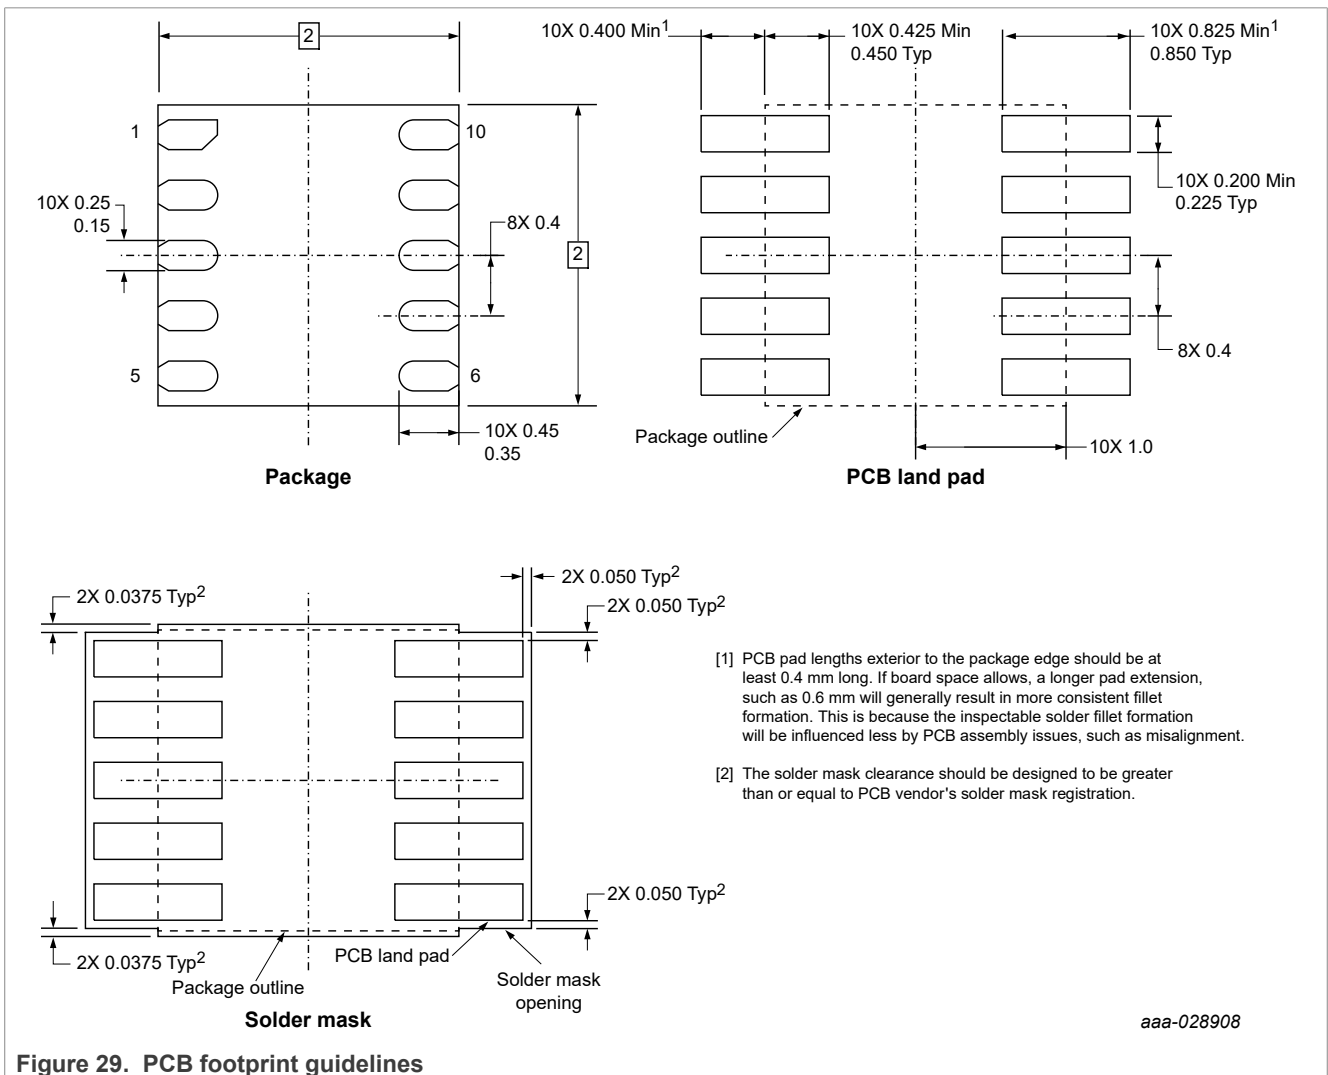 2
1
10
10X 0.25
0.15
8X 0.4
2
5
6
10X 0.45
0.35
Package
10X 0.400 Min1
10X 0.425 Min
0.450 Typ
10X 0.825 Min1
0.850 Typ
10X 0.200 Min
0.225 Typ
8X 0.4
Package outline
10X 1.0
PCB land pad
2X 0.0375 Typ2
2X 0.050 Typ2
2X 0.050 Typ2
2X 0.050 Typ2
2X 0.0375 Typ2
Package outline
PCB land pad
Solder mask
opening
Solder mask
[1] PCB pad lengths exterior to the package edge should be at
least 0.4 mm long. If board space allows, a longer pad extension,
such as 0.6 mm will generally result in more consistent fillet
formation. This is because the inspectable solder fillet formation
will be influenced less by PCB assembly issues, such as misalignment.
[2] The solder mask clearance should be designed to be greater
than or equal to PCB vendor's solder mask registration.
aaa-028908
Figure 29. PCB footprint guidelines